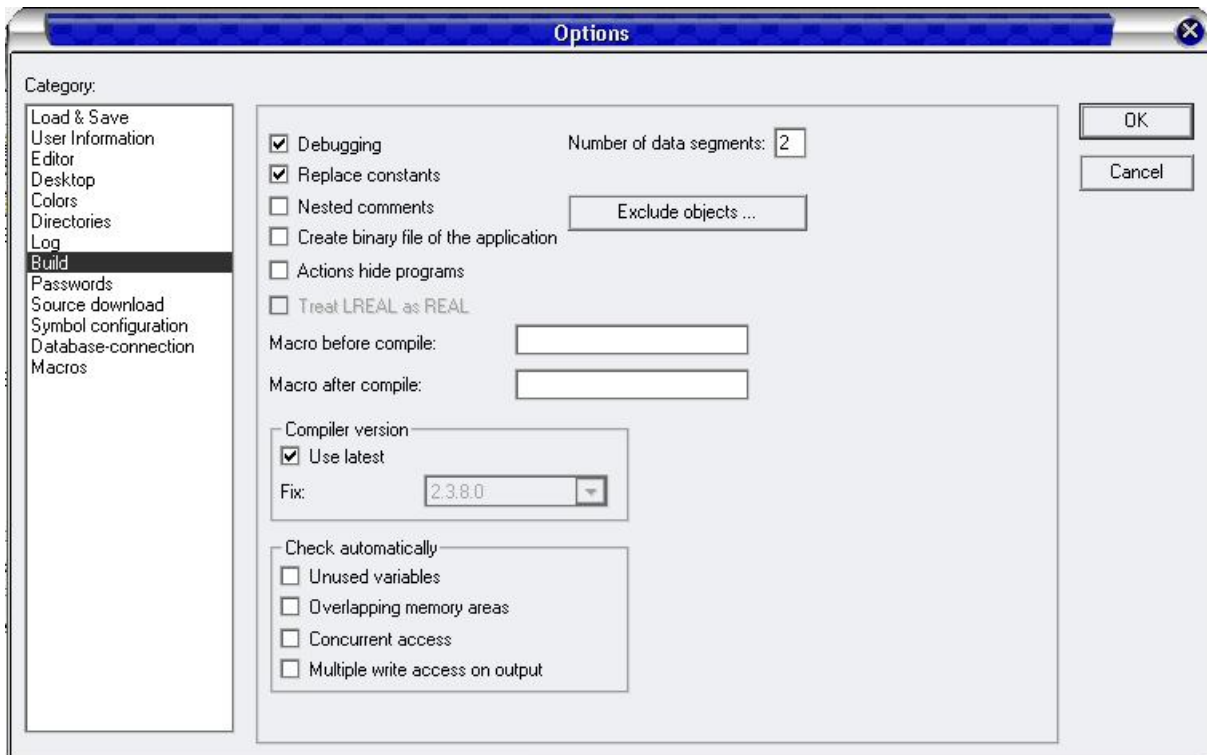 Options
Category:
Load & Save
User Information
Editor
Desktop
Colors
Directories
Log
Build
Passwords
Source download
Symbol configuration
Database-connection
Macros
Debugging
Number of data segments: 2
Replace constants
Nested comments
Exclude objects ...
Create binary file of the application
Actions hide programs
Treat LREAL as REAL
Macro before compile:
Macro after compile:
Compiler version
Use latest
Fix: 2.3.8.0
Check automatically
Unused variables
Overlapping memory areas
Concurrent access
Multiple write access on output
OK
Cancel